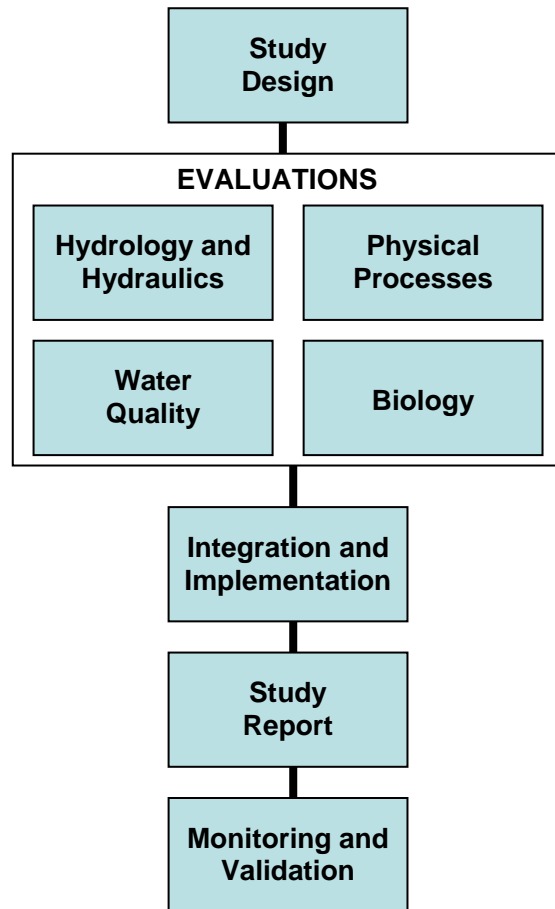 Study
Design
EVALUATIONS
Hydrology and
Hydraulics
Physical
Processes
Water
Quality
Biology
Integration and
Implementation
Study
Report
Monitoring and
Validation